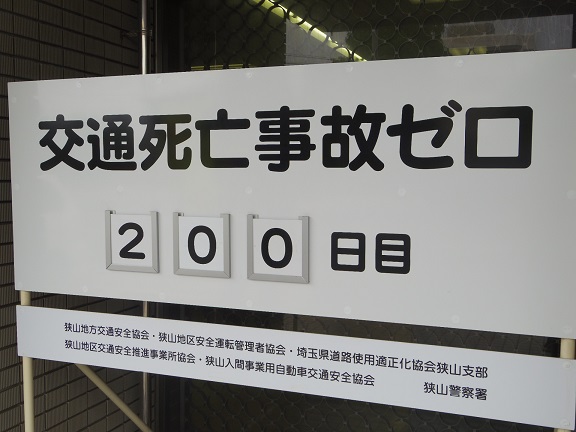 交通死亡事故ゼロ
200日目
狭山地方交通安全協会・狭山地区安全運転管理者協会・埼玉県道路使用適正化協会狭山支部
狭山地区交通安全推進事業所協会・狭山入間事業用自動車交通安全協会　狭山警察署